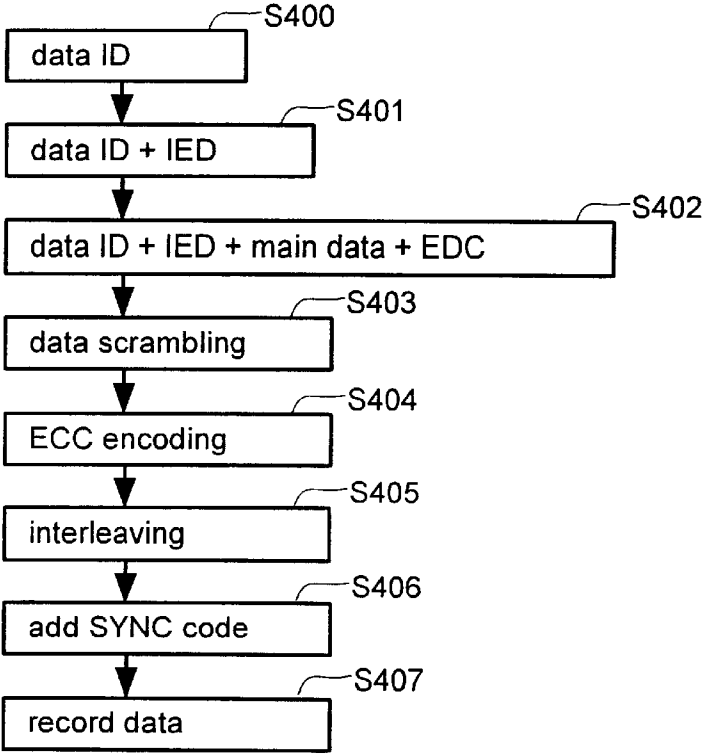 S400
data ID
S401
data ID + IED
S402
data ID + IED + main data + EDC
S403
data scrambling
S404
ECC encoding
S405
interleaving
S406
add SYNC code
S407
record data